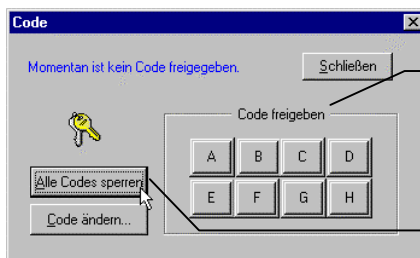 Code
Momentan ist kein Code freigegeben.
Schließen
Code freigeben
A B C D
Alle Codes sperren
E F G H
Code ändern...